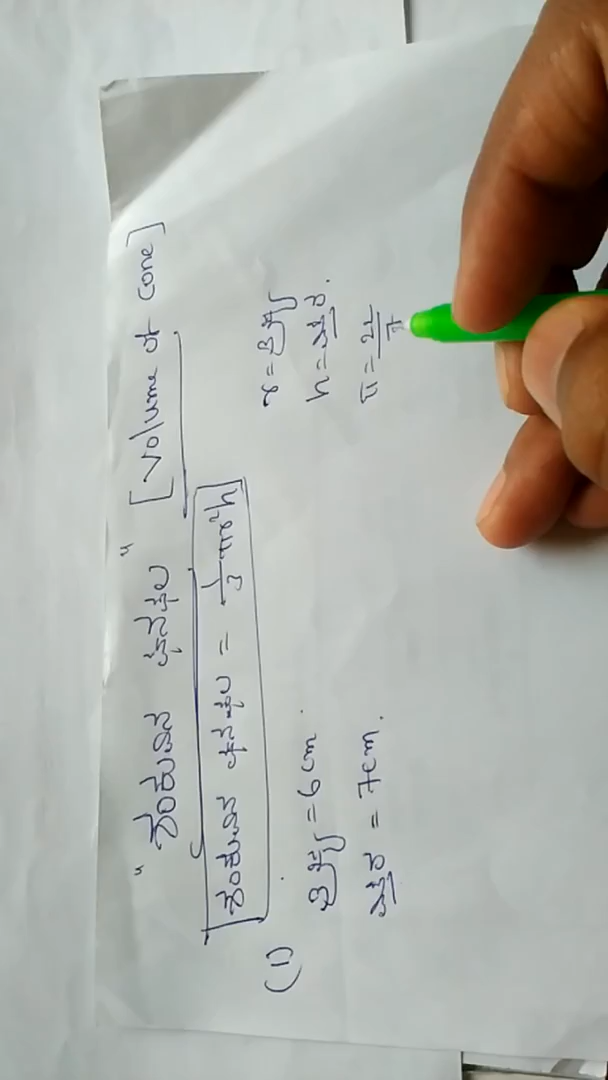 "ಶಂಕುವಿನ ಘನಫಲ" [Volume of Cone]
ಶಂಕುವಿನ ಘನಫಲ = 1/3 πr²h
r = ತ್ರಿಜ್ಯ
h = ಎತ್ತರ.
π = 22/7
(1) ತ್ರಿಜ್ಯ = 6cm.
ಎತ್ತರ = 7cm.